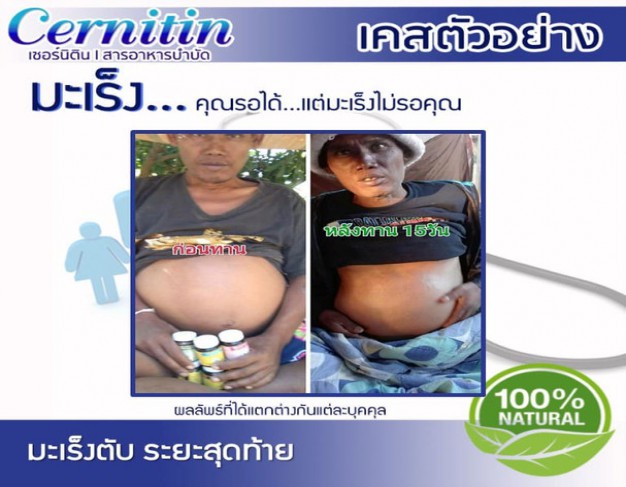 Cernitin
เซอร์นิติน I สารอาหารบำบัด
เคสตัวอย่าง
มะเร็ง... คุณรอได้...แต่มะเร็งไม่รอคุณ
ก่อนทาน
หลังทาน 15วัน
ผลลัพธ์ที่ได้แตกต่างกันแต่ละบุคคล
100%
NATURAL
มะเร็งตับ ระยะสุดท้าย